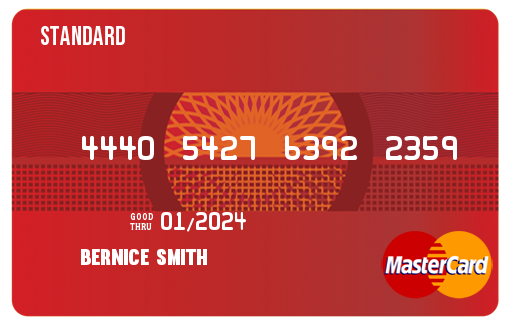 STANDARD
4440 5427 6392 2359
GOOD THRU 01/2024
BERNICE SMITH
MasterCard